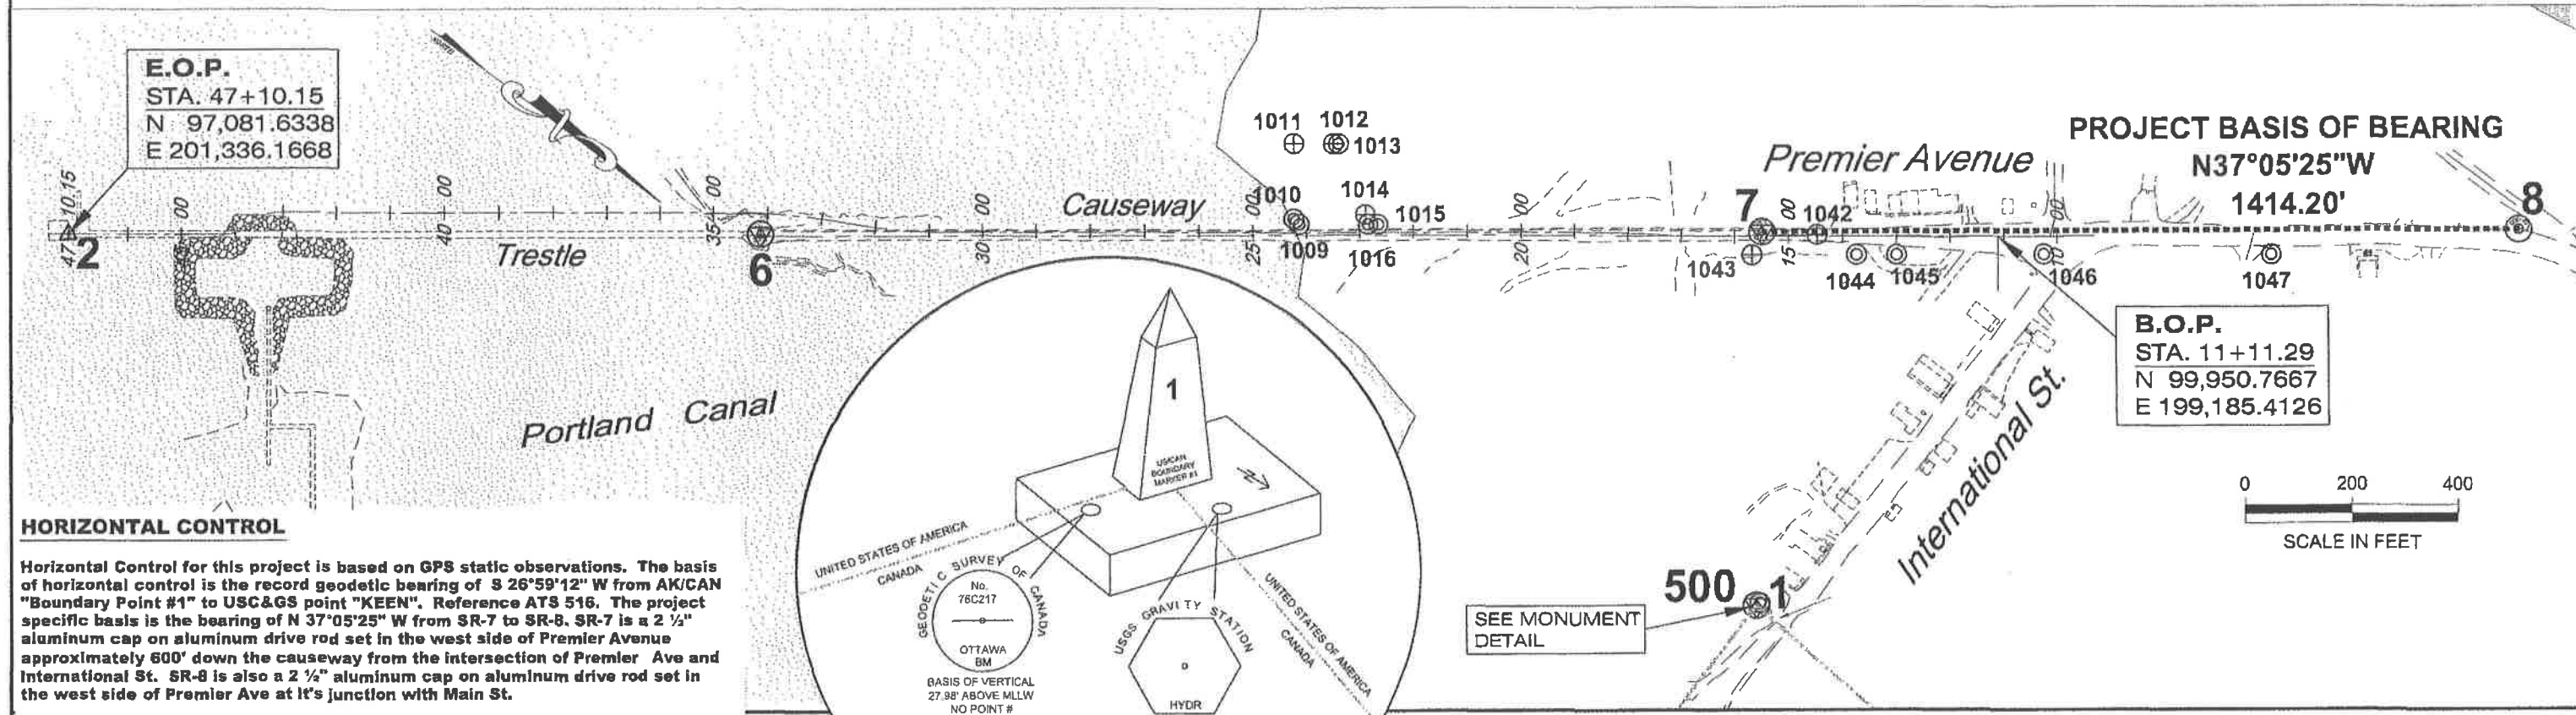 E.O.P.
STA. 47+10.15
N 97,081.6338
E 201,336.1668
NORTH
47
10.15
2
00
40
00
Trestle
35
00
6
30
00
Causeway
25
00
1010
1009
1011
1012
1013
1014
1015
1016
20
00
Premier Avenue
7
15
00
1042
1043
1044
1045
10
00
1046
1047
8
PROJECT BASIS OF BEARING
N37°05'25"W
1414.20'
B.O.P.
STA. 11+11.29
N 99,950.7667
E 199,185.4126
International St.
0 200 400
SCALE IN FEET
500
1
SEE MONUMENT
DETAIL
Portland Canal
1
US/CAN
BOUNDARY
MARKER #1
UNITED STATES OF AMERICA
CANADA
GEODETIC SURVEY OF CANADA
No.
76C217
OTTAWA
BM
BASIS OF VERTICAL
27.98' ABOVE MLLW
NO POINT #
USGS GRAVITY STATION
HYDR
UNITED STATES OF AMERICA
CANADA
HORIZONTAL CONTROL
Horizontal Control for this project is based on GPS static observations. The basis
of horizontal control is the record geodetic bearing of S 26°59'12" W from AK/CAN
"Boundary Point #1" to USC&GS point "KEEN". Reference ATS 516. The project
specific basis is the bearing of N 37°05'25" W from SR-7 to SR-8. SR-7 is a 2 ½"
aluminum cap on aluminum drive rod set in the west side of Premier Avenue
approximately 600' down the causeway from the intersection of Premier Ave and
International St. SR-8 is also a 2 ½" aluminum cap on aluminum drive rod set in
the west side of Premier Ave at it's junction with Main St.